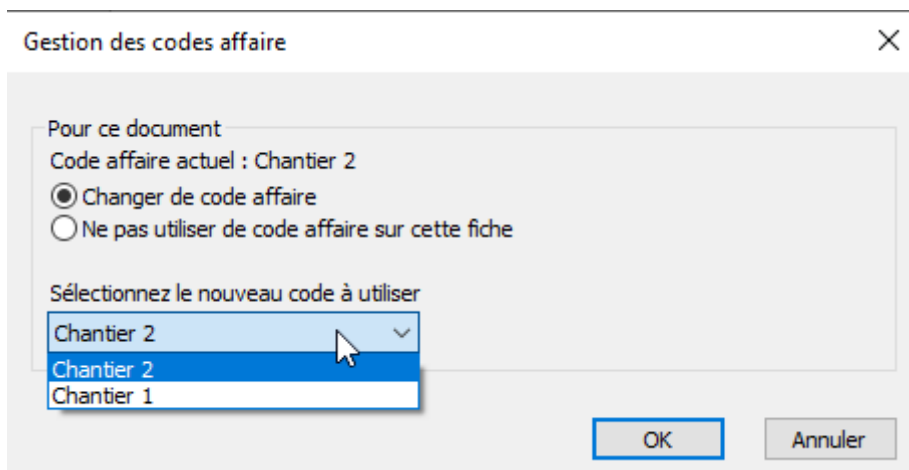 Gestion des codes affaire
Pour ce document
Code affaire actuel : Chantier 2
Changer de code affaire
Ne pas utiliser de code affaire sur cette fiche
Sélectionnez le nouveau code à utiliser
Chantier 2
Chantier 2
Chantier 1
OK
Annuler